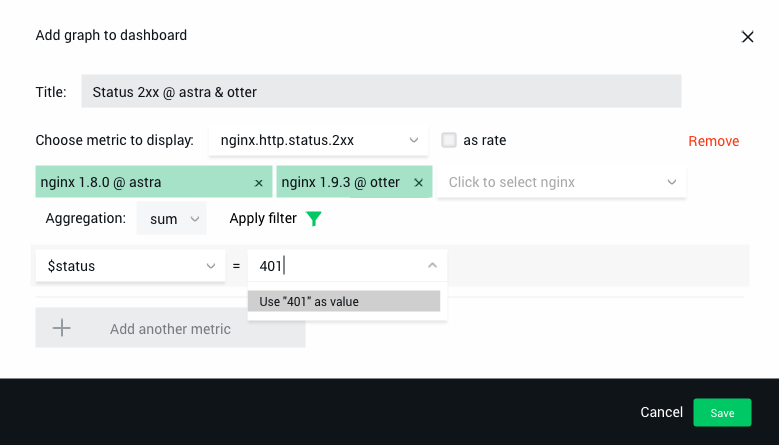 Add graph to dashboard
Title: Status 2xx @ astra & otter
Choose metric to display: nginx.http.status.2xx as rate Remove
nginx 1.8.0 @ astra × nginx 1.9.3 @ otter × Click to select nginx
Aggregation: sum Apply filter
$status = 401
Use "401" as value
Add another metric
Cancel Save